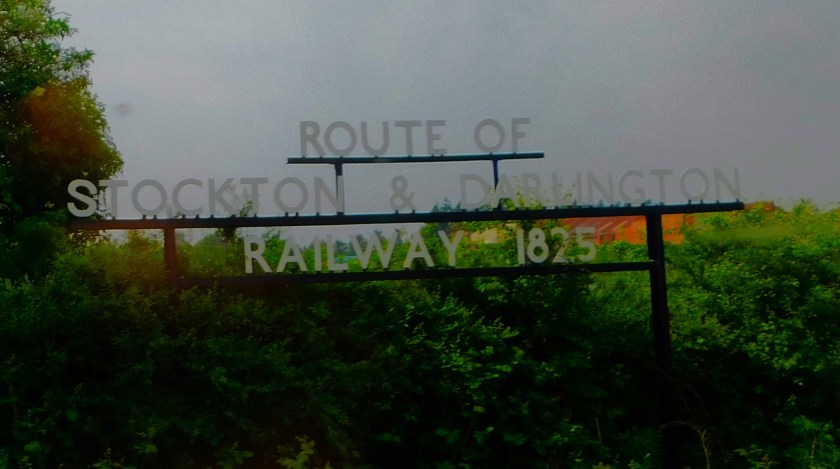 ROUTE OF
STOCKTON & DARLINGTON
RAILWAY - 1825